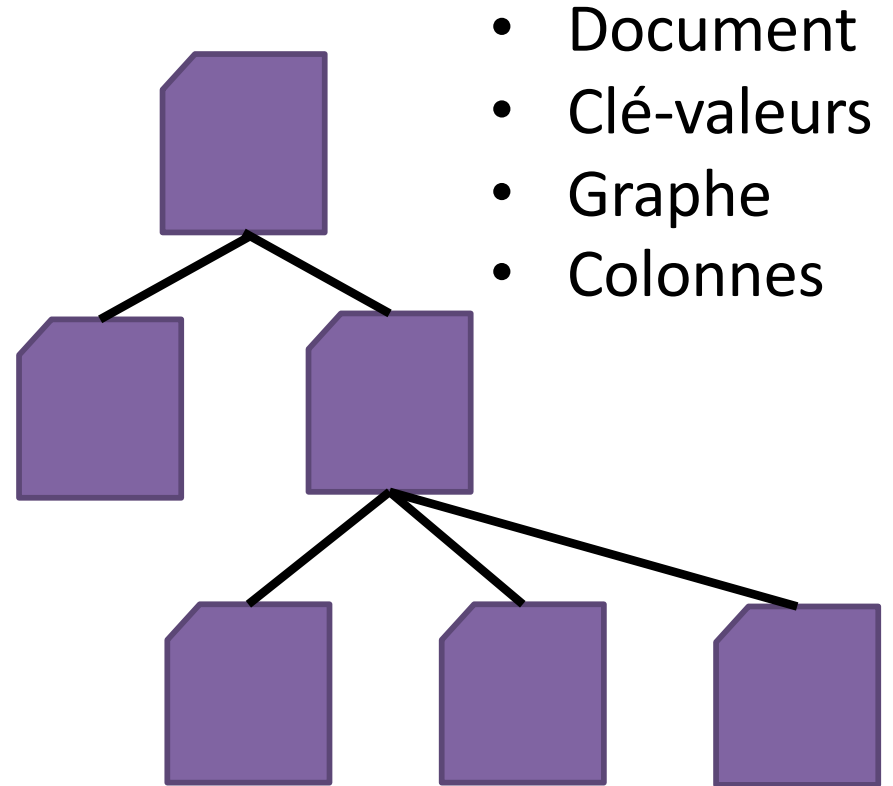 • Document
• Clé-valeurs
• Graphe
• Colonnes